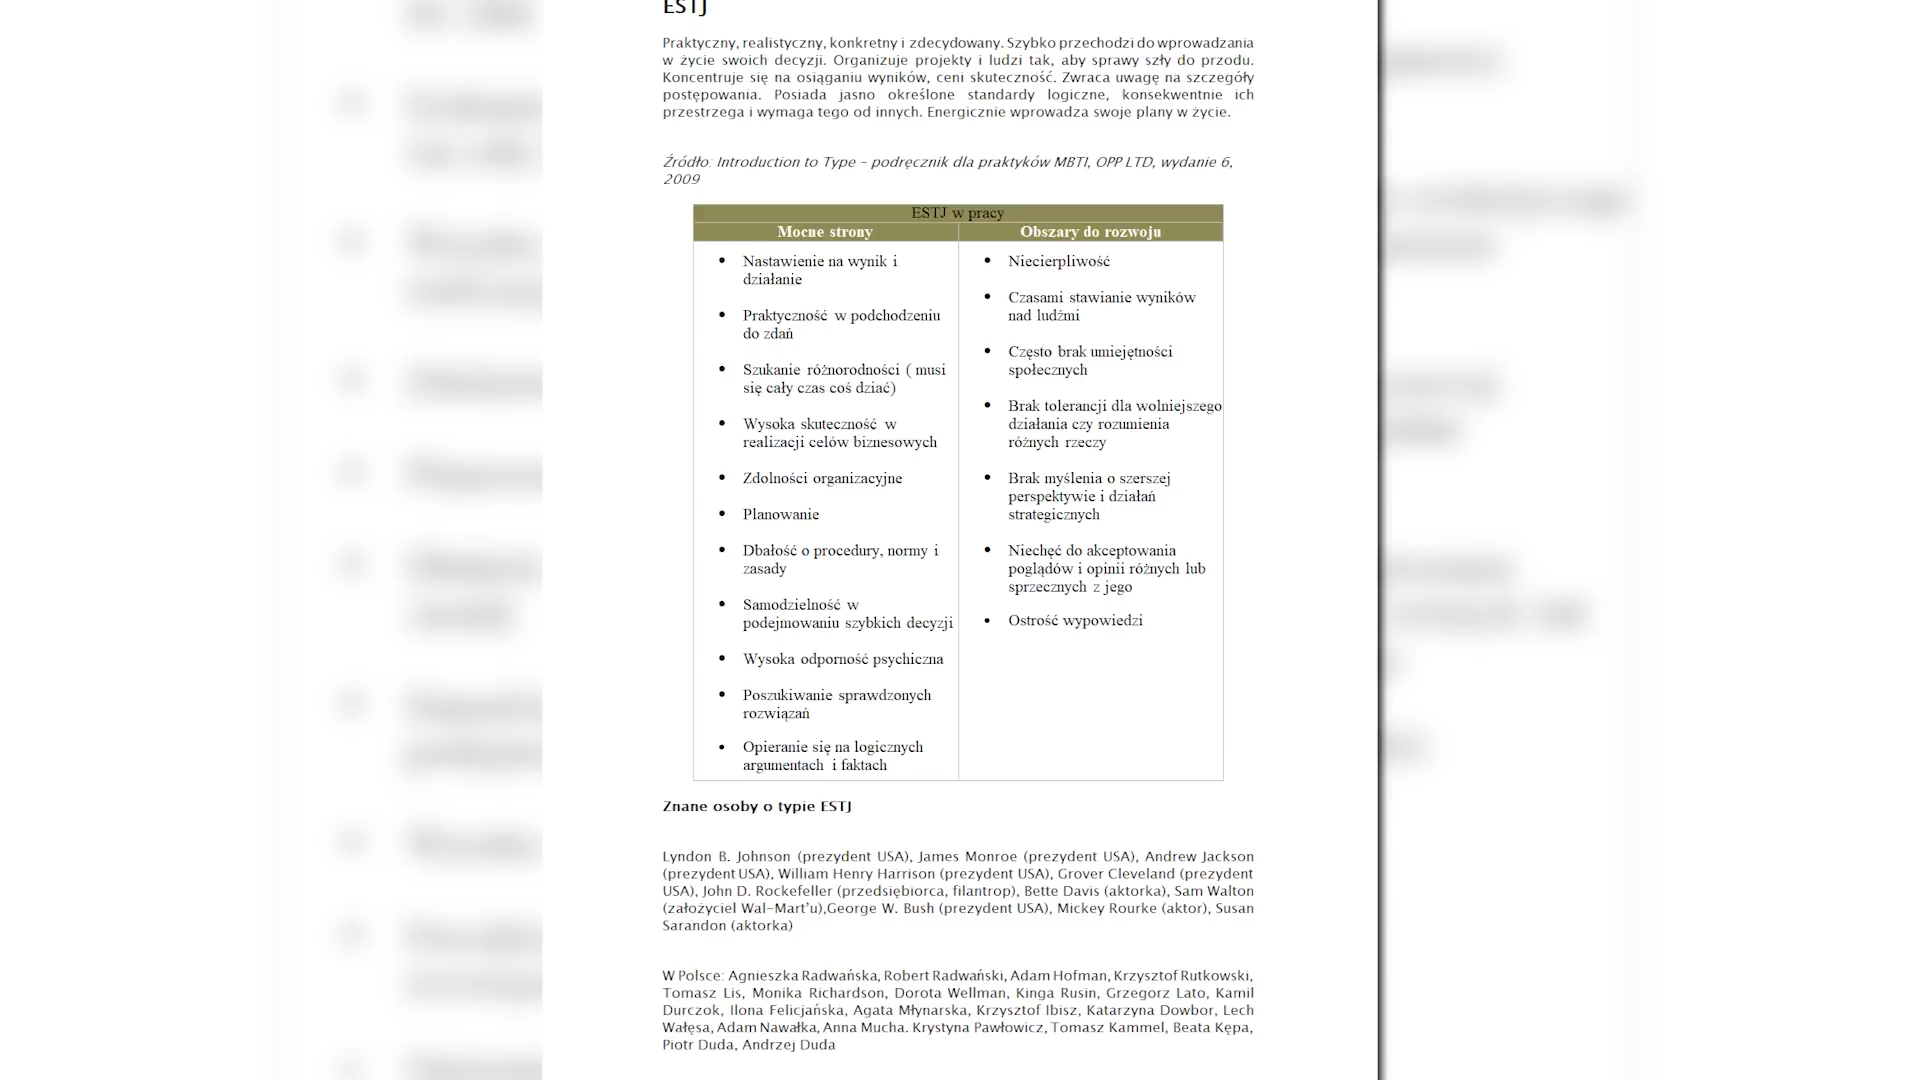 ESTJ
Praktyczny, realistyczny, konkretny i zdecydowany. Szybko przechodzi do wprowadzania
w życie swoich decyzji. Organizuje projekty i ludzi tak, aby sprawy szły do przodu.
Koncentruje się na osiąganiu wyników, ceni skuteczność. Zwraca uwagę na szczegóły
postępowania. Posiada jasno określone standardy logiczne, konsekwentnie ich
przestrzega i wymaga tego od innych. Energicznie wprowadza swoje plany w życie.
Źródło: Introduction to Type – podręcznik dla praktyków MBTI, OPP LTD, wydanie 6,
2009
ESTJ w pracy
Mocne strony
• Nastawienie na wynik i
działanie
• Praktyczność w podchodzeniu
do zdań
• Szukanie różnorodności ( musi
się cały czas coś dziać)
• Wysoka skuteczność w
realizacji celów biznesowych
• Zdolności organizacyjne
• Planowanie
• Dbałość o procedury, normy i
zasady
• Samodzielność w
podejmowaniu szybkich decyzji
• Wysoka odporność psychiczna
• Poszukiwanie sprawdzonych
rozwiązań
• Opieranie się na logicznych
argumentach i faktach
Obszary do rozwoju
• Niecierpliwość
• Czasami stawianie wyników
nad ludźmi
• Często brak umiejętności
społecznych
• Brak tolerancji dla wolniejszego
działania czy rozumienia
różnych rzeczy
• Brak myślenia o szerszej
perspektywie i działań
strategicznych
• Niechęć do akceptowania
poglądów i opinii różnych lub
sprzecznych z jego
• Ostrość wypowiedzi
Znane osoby o typie ESTJ
Lyndon B. Johnson (prezydent USA), James Monroe (prezydent USA), Andrew Jackson
(prezydent USA), William Henry Harrison (prezydent USA), Grover Cleveland (prezydent
USA), John D. Rockefeller (przedsiębiorca, filantrop), Bette Davis (aktorka), Sam Walton
(założyciel Wal-Mart’u),George W. Bush (prezydent USA), Mickey Rourke (aktor), Susan
Sarandon (aktorka)
W Polsce: Agnieszka Radwańska, Robert Radwański, Adam Hofman, Krzysztof Rutkowski,
Tomasz Lis, Monika Richardson, Dorota Wellman, Kinga Rusin, Grzegorz Lato, Kamil
Durczok, Ilona Felicjańska, Agata Młynarska, Krzysztof Ibisz, Katarzyna Dowbor, Lech
Wałęsa, Adam Nawałka, Anna Mucha. Krystyna Pawłowicz, Tomasz Kammel, Beata Kępa,
Piotr Duda, Andrzej Duda